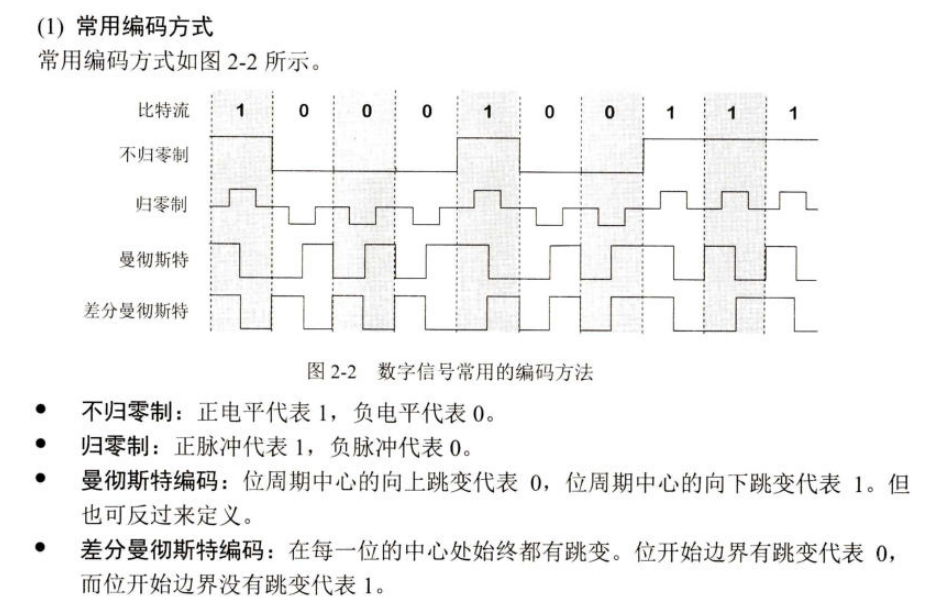 (1) 常用编码方式
常用编码方式如图 2-2 所示。
比特流 1 0 0 0 1 0 0 1 1 1
不归零制
归零制
曼彻斯特
差分曼彻斯特
图 2-2 数字信号常用的编码方法
● 不归零制：正电平代表 1，负电平代表 0。
● 归零制：正脉冲代表 1，负脉冲代表 0。
● 曼彻斯特编码：位周期中心的向上跳变代表 0，位周期中心的向下跳变代表 1。但
也可反过来定义。
● 差分曼彻斯特编码：在每一位的中心处始终都有跳变。位开始边界有跳变代表 0，
而位开始边界没有跳变代表 1。